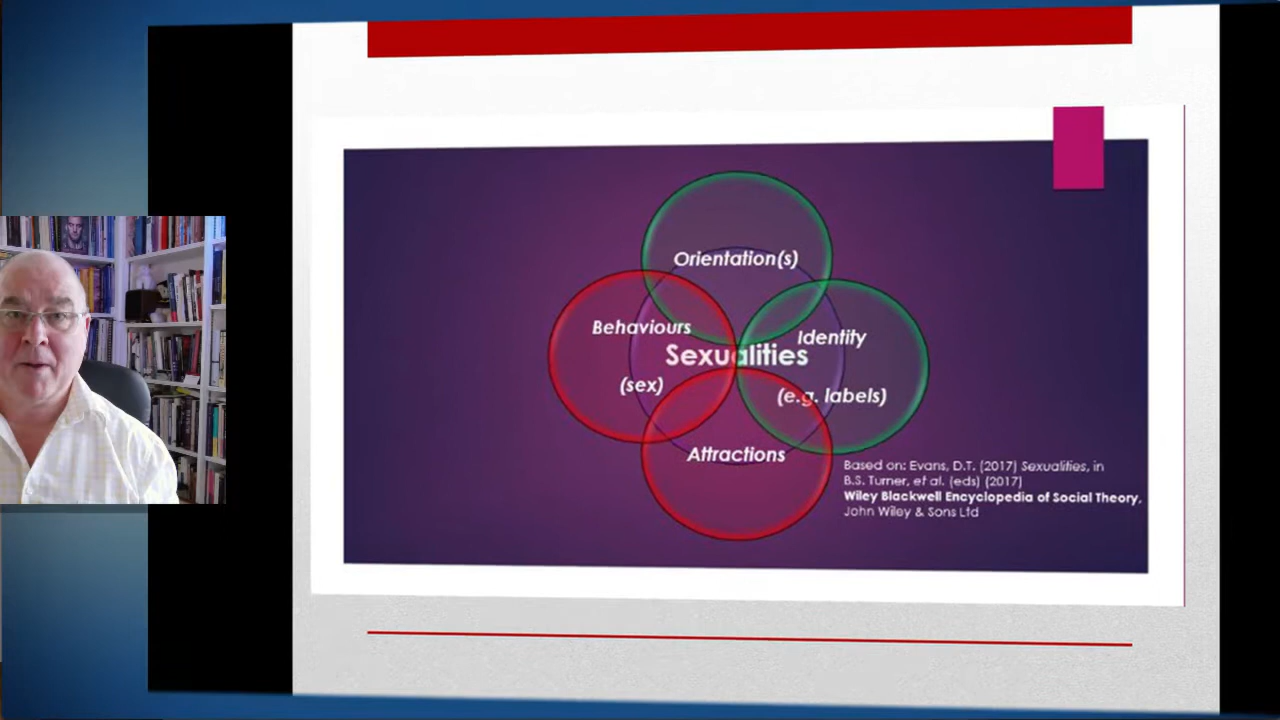 Orientation(s)
Behaviours
Identity
Sexualities
(sex)
(e.g. labels)
Attractions
Based on: Evans, D.T. (2017) Sexualities, in
B.S. Turner, et al. (eds) (2017)
Wiley Blackwell Encyclopedia of Social Theory,
John Wiley & Sons Ltd